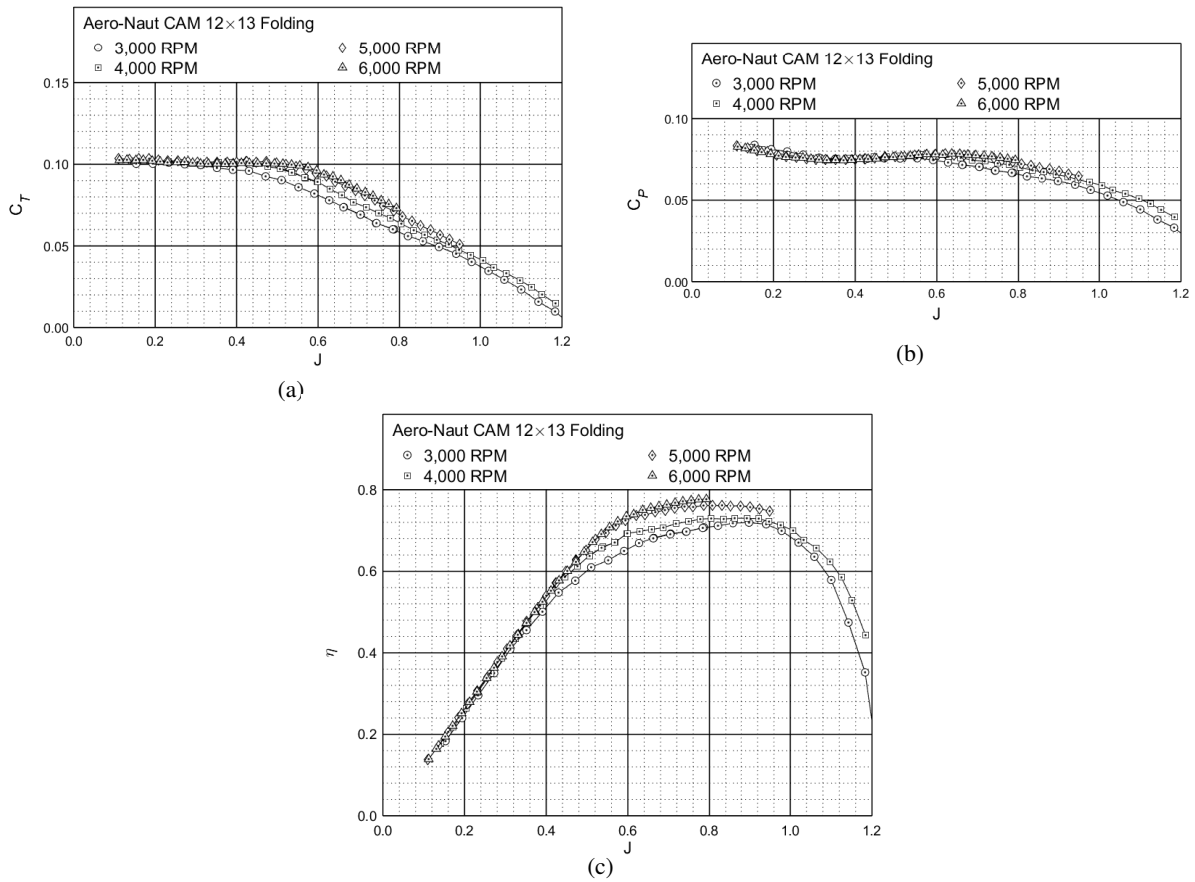 Aero-Naut CAM 12×13 Folding
3,000 RPM
5,000 RPM
4,000 RPM
6,000 RPM
0.15
0.10
0.05
0.00
C_T
0.0 0.2 0.4 0.6 0.8 1.0 1.2
J
(a)
Aero-Naut CAM 12×13 Folding
3,000 RPM
5,000 RPM
4,000 RPM
6,000 RPM
0.10
0.05
0.00
C_P
0.0 0.2 0.4 0.6 0.8 1.0 1.2
J
(b)
Aero-Naut CAM 12×13 Folding
3,000 RPM
5,000 RPM
4,000 RPM
6,000 RPM
0.8
0.6
0.4
0.2
0.0
η
0.0 0.2 0.4 0.6 0.8 1.0 1.2
J
(c)